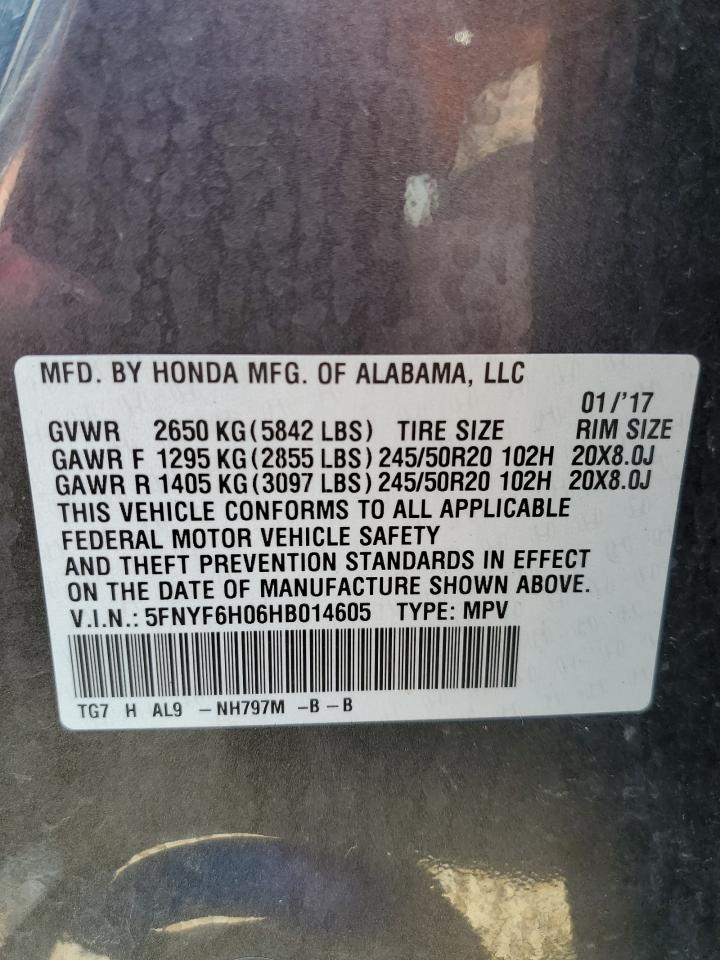 MFD. BY HONDA MFG. OF ALABAMA, LLC
01/'17
GVWR 2650 KG(5842 LBS) TIRE SIZE RIM SIZE
GAWR F 1295 KG(2855 LBS) 245/50R20 102H 20X8.0J
GAWR R 1405 KG(3097 LBS) 245/50R20 102H 20X8.0J
THIS VEHICLE CONFORMS TO ALL APPLICABLE
FEDERAL MOTOR VEHICLE SAFETY
AND THEFT PREVENTION STANDARDS IN EFFECT
ON THE DATE OF MANUFACTURE SHOWN ABOVE.
V.I.N.: 5FNYF6H06HB014605 TYPE: MPV
TG7 H AL9 -NH797M -B -B